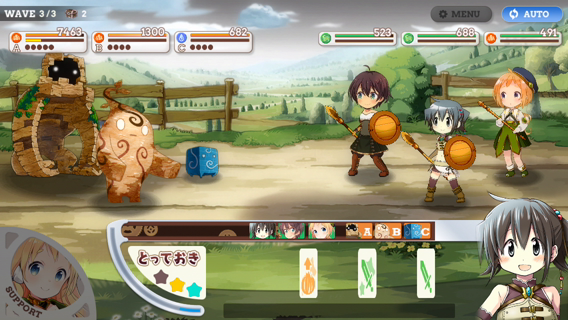 WAVE 3/3 2
MENU
AUTO
7463
A
1300
B
682
C
523
688
491
A B C
とっておき
SUPPORT